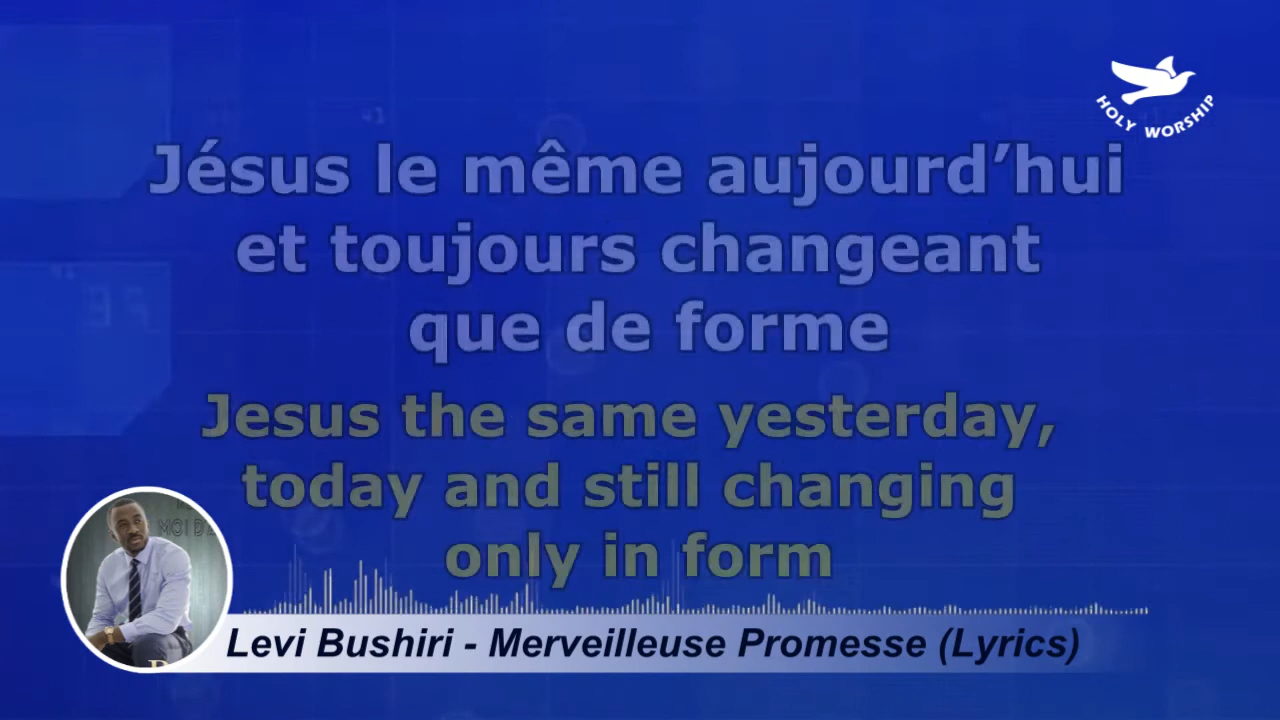 HOLY WORSHIP
Jésus le même aujourd’hui
et toujours changeant
que de forme
Jesus the same yesterday,
today and still changing
only in form
MOI D
Levi Bushiri - Merveilleuse Promesse (Lyrics)